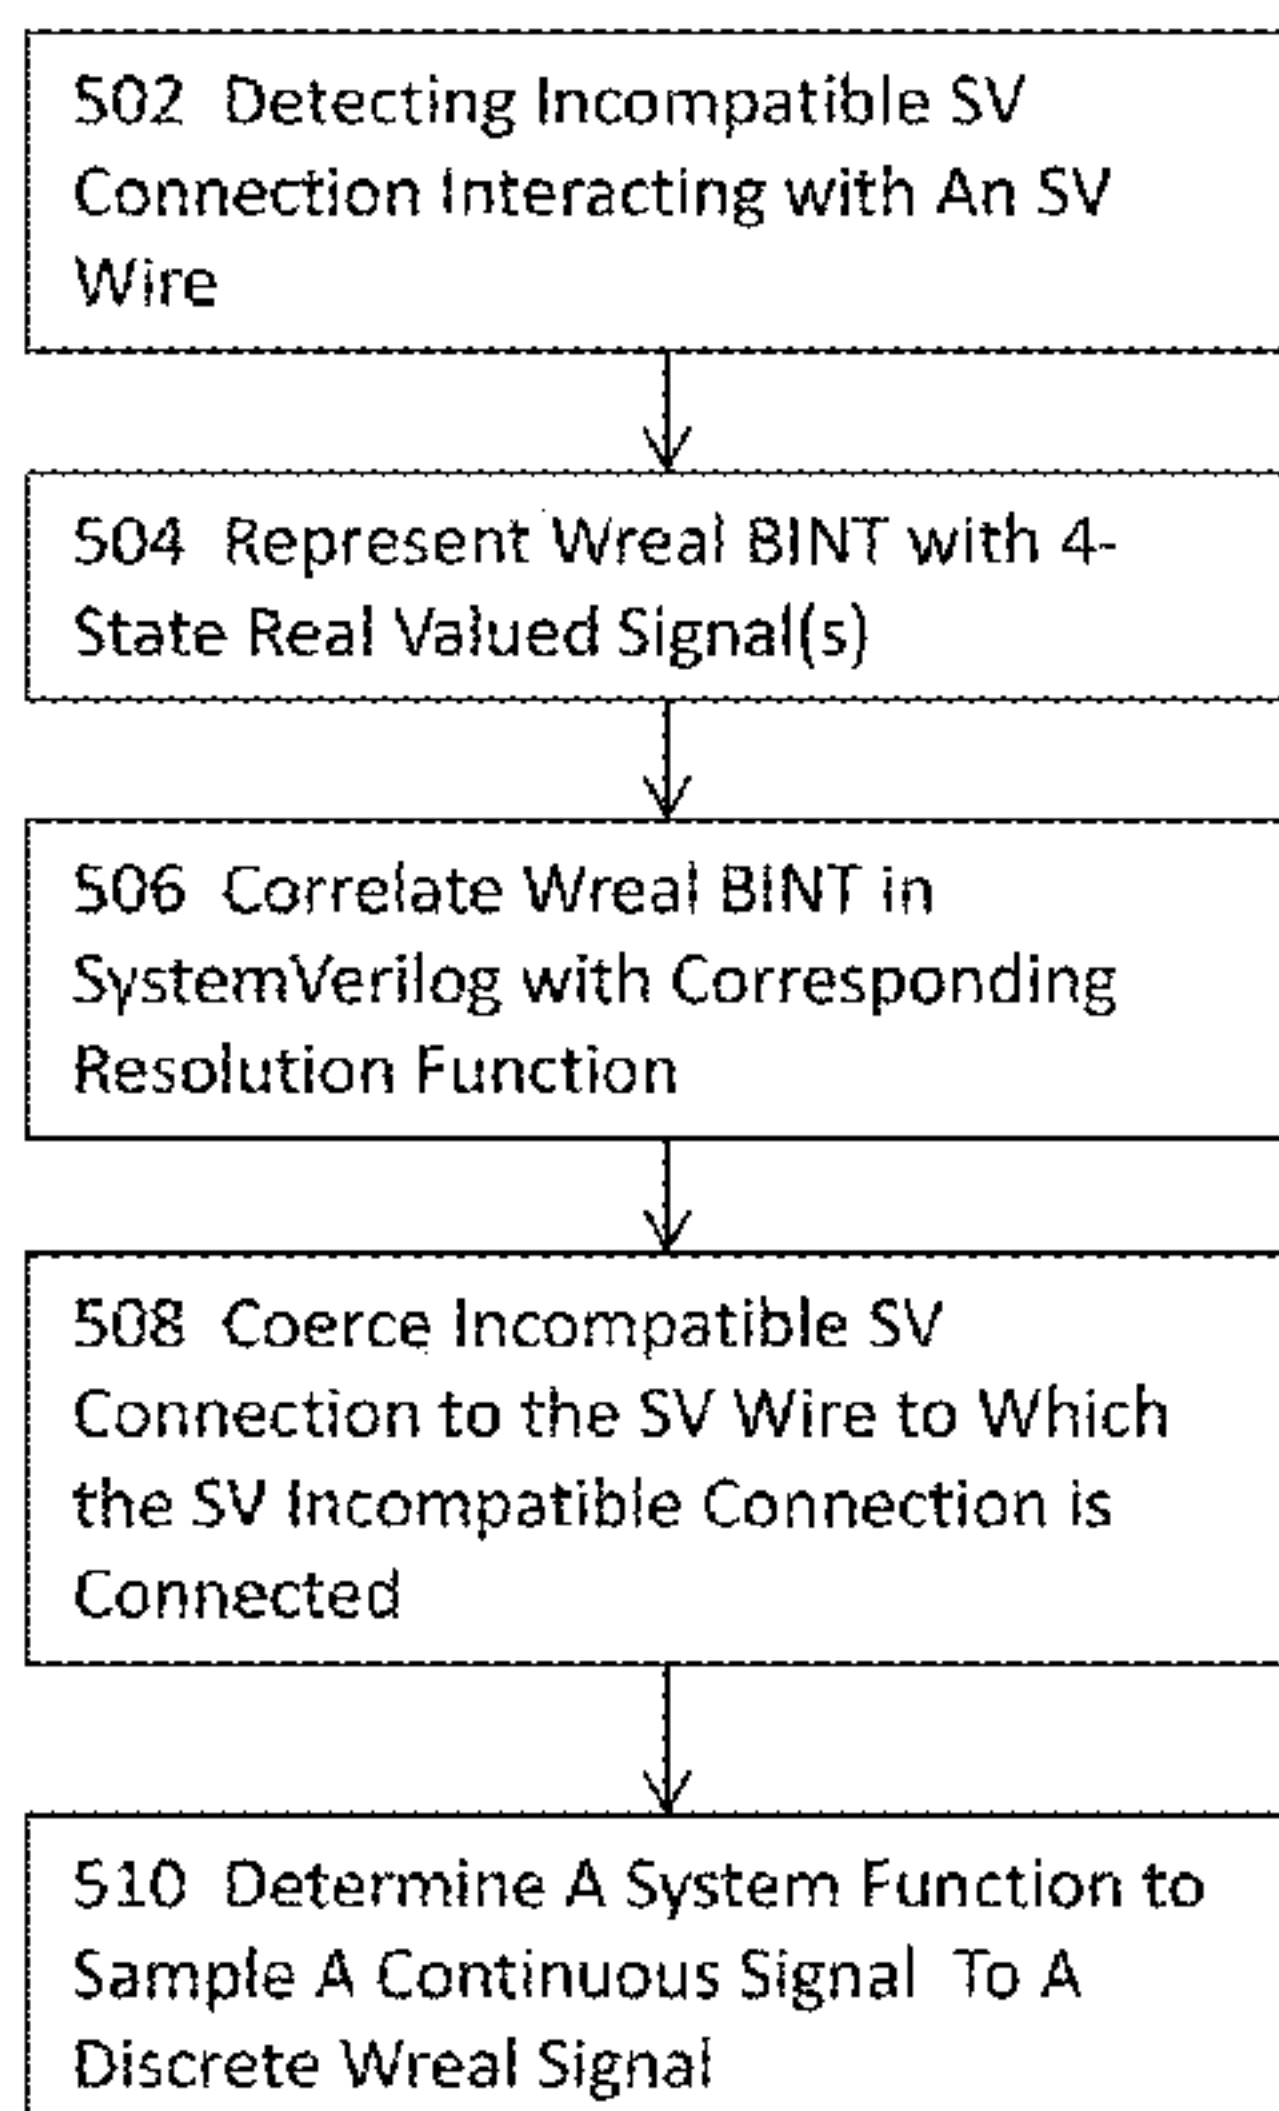 502 Detecting Incompatible SV
Connection Interacting with An SV
Wire
504 Represent Wreal BINT with 4-
State Real Valued Signal(s)
506 Correlate Wreal BINT in
SystemVerilog with Corresponding
Resolution Function
508 Coerce Incompatible SV
Connection to the SV Wire to Which
the SV Incompatible Connection is
Connected
510 Determine A System Function to
Sample A Continuous Signal To A
Discrete Wreal Signal